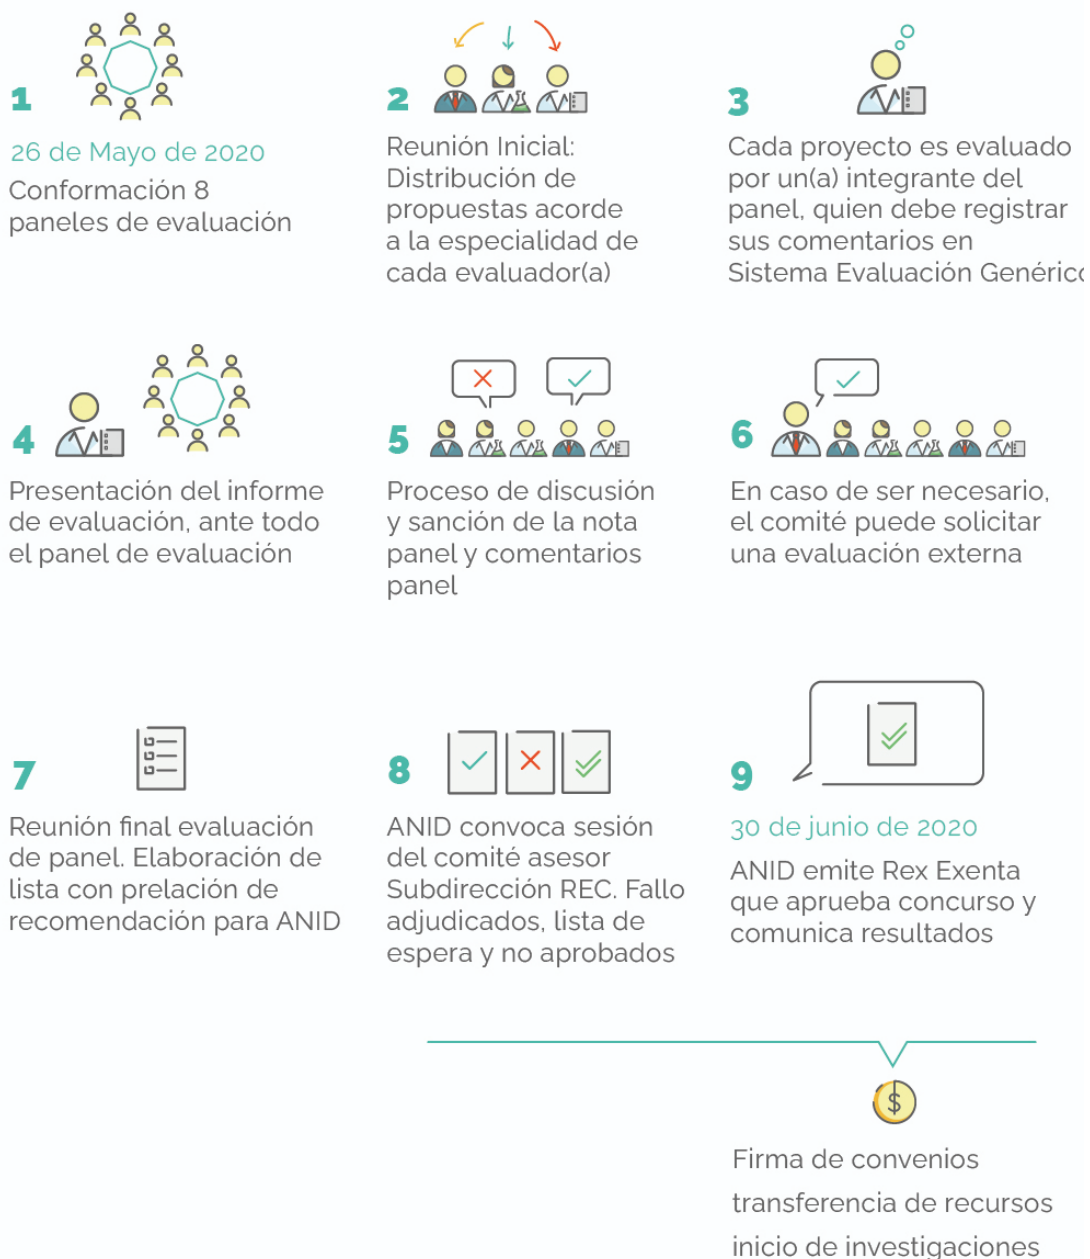 1
26 de Mayo de 2020
Conformación 8
paneles de evaluación
2
Reunión Inicial:
Distribución de
propuestas acorde
a la especialidad de
cada evaluador(a)
3
Cada proyecto es evaluado
por un(a) integrante del
panel, quien debe registrar
sus comentarios en
Sistema Evaluación Genérico
4
Presentación del informe
de evaluación, ante todo
el panel de evaluación
5
Proceso de discusión
y sanción de la nota
panel y comentarios
panel
6
En caso de ser necesario,
el comité puede solicitar
una evaluación externa
7
Reunión final evaluación
de panel. Elaboración de
lista con prelación de
recomendación para ANID
8
ANID convoca sesión
del comité asesor
Subdirección REC. Fallo
adjudicados, lista de
espera y no aprobados
9
30 de junio de 2020
ANID emite Rex Exenta
que aprueba concurso y
comunica resultados
$
Firma de convenios
transferencia de recursos
inicio de investigaciones